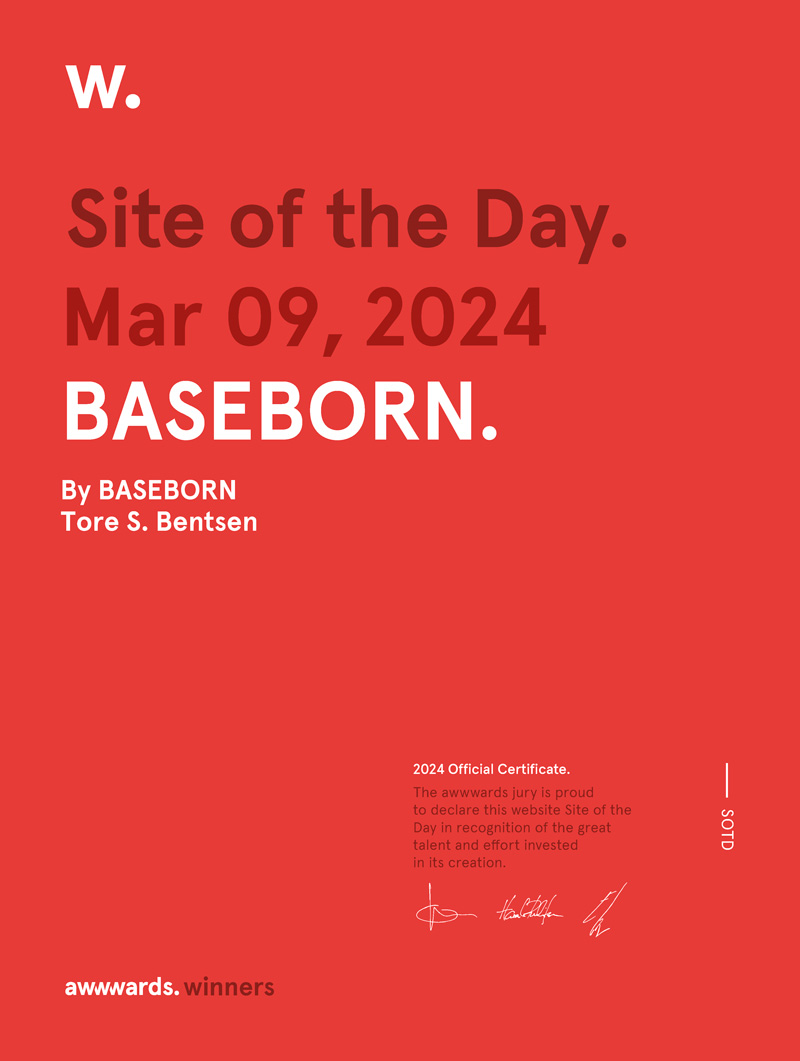 w.
Site of the Day.
Mar 09, 2024
BASEBORN.
By BASEBORN
Tore S. Bentsen
2024 Official Certificate.
The awwwards jury is proud
to declare this website Site of the
Day in recognition of the great
talent and effort invested
in its creation.
SOTD
awwwards.winners